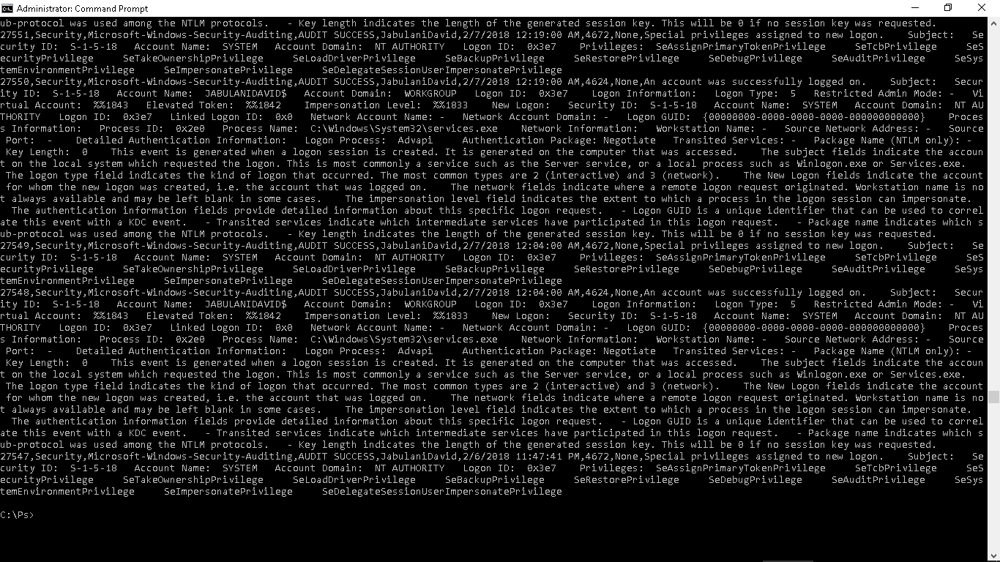 Administrator: Command Prompt
ub-protocol was used among the NTLM protocols.   - Key length indicates the length of the generated session key. This will be 0 if no session key was requested.
27551,Security,Microsoft-Windows-Security-Auditing,AUDIT SUCCESS,JabulaniDavid,2/7/2018 12:19:00 AM,4672,None,Special privileges assigned to new logon.    Subject:   Se
curity ID:  S-1-5-18   Account Name:  SYSTEM   Account Domain:  NT AUTHORITY   Logon ID:  0x3e7    Privileges:  SeAssignPrimaryTokenPrivilege     SeTcbPrivilege     SeS
ecurityPrivilege     SeTakeOwnershipPrivilege     SeLoadDriverPrivilege     SeBackupPrivilege     SeRestorePrivilege     SeDebugPrivilege     SeAuditPrivilege     SeSys
temEnvironmentPrivilege     SeImpersonatePrivilege     SeDelegateSessionUserImpersonatePrivilege
27550,Security,Microsoft-Windows-Security-Auditing,AUDIT SUCCESS,JabulaniDavid,2/7/2018 12:19:00 AM,4624,None,An account was successfully logged on.    Subject:   Secur
ity ID:  S-1-5-18   Account Name:  JABULANIDAVID$   Account Domain:  WORKGROUP   Logon ID:  0x3e7    Logon Information:   Logon Type:  5   Restricted Admin Mode: -   Vi
rtual Account:  %%1843   Elevated Token:  %%1842    Impersonation Level:  %%1833    New Logon:   Security ID:  S-1-5-18   Account Name:  SYSTEM   Account Domain:  NT AU
THORITY   Logon ID:  0x3e7   Linked Logon ID:  0x0   Network Account Name: -   Network Account Domain: -   Logon GUID:  {00000000-0000-0000-0000-000000000000}    Proces
s Information:   Process ID:  0x2e0   Process Name:  C:\Windows\System32\services.exe    Network Information:   Workstation Name: -   Source Network Address: -   Source
 Port:  -    Detailed Authentication Information:   Logon Process:  Advapi     Authentication Package: Negotiate   Transited Services: -   Package Name (NTLM only): -
 Key Length:  0    This event is generated when a logon session is created. It is generated on the computer that was accessed.    The subject fields indicate the accoun
t on the local system which requested the logon. This is most commonly a service such as the Server service, or a local process such as Winlogon.exe or Services.exe.
 The logon type field indicates the kind of logon that occurred. The most common types are 2 (interactive) and 3 (network).    The New Logon fields indicate the account
 for whom the new logon was created, i.e. the account that was logged on.    The network fields indicate where a remote logon request originated. Workstation name is no
t always available and may be left blank in some cases.    The impersonation level field indicates the extent to which a process in the logon session can impersonate.
  The authentication information fields provide detailed information about this specific logon request.   - Logon GUID is a unique identifier that can be used to correl
ate this event with a KDC event.   - Transited services indicate which intermediate services have participated in this logon request.   - Package name indicates which s
ub-protocol was used among the NTLM protocols.   - Key length indicates the length of the generated session key. This will be 0 if no session key was requested.
27549,Security,Microsoft-Windows-Security-Auditing,AUDIT SUCCESS,JabulaniDavid,2/7/2018 12:04:00 AM,4672,None,Special privileges assigned to new logon.    Subject:   Se
curity ID:  S-1-5-18   Account Name:  SYSTEM   Account Domain:  NT AUTHORITY   Logon ID:  0x3e7    Privileges:  SeAssignPrimaryTokenPrivilege     SeTcbPrivilege     SeS
ecurityPrivilege     SeTakeOwnershipPrivilege     SeLoadDriverPrivilege     SeBackupPrivilege     SeRestorePrivilege     SeDebugPrivilege     SeAuditPrivilege     SeSys
temEnvironmentPrivilege     SeImpersonatePrivilege     SeDelegateSessionUserImpersonatePrivilege
27548,Security,Microsoft-Windows-Security-Auditing,AUDIT SUCCESS,JabulaniDavid,2/7/2018 12:04:00 AM,4624,None,An account was successfully logged on.    Subject:   Secur
ity ID:  S-1-5-18   Account Name:  JABULANIDAVID$   Account Domain:  WORKGROUP   Logon ID:  0x3e7    Logon Information:   Logon Type:  5   Restricted Admin Mode: -   Vi
rtual Account:  %%1843   Elevated Token:  %%1842    Impersonation Level:  %%1833    New Logon:   Security ID:  S-1-5-18   Account Name:  SYSTEM   Account Domain:  NT AU
THORITY   Logon ID:  0x3e7   Linked Logon ID:  0x0   Network Account Name: -   Network Account Domain: -   Logon GUID:  {00000000-0000-0000-0000-000000000000}    Proces
s Information:   Process ID:  0x2e0   Process Name:  C:\Windows\System32\services.exe    Network Information:   Workstation Name: -   Source Network Address: -   Source
 Port:  -    Detailed Authentication Information:   Logon Process:  Advapi     Authentication Package: Negotiate   Transited Services: -   Package Name (NTLM only): -
 Key Length:  0    This event is generated when a logon session is created. It is generated on the computer that was accessed.    The subject fields indicate the accoun
t on the local system which requested the logon. This is most commonly a service such as the Server service, or a local process such as Winlogon.exe or Services.exe.
 The logon type field indicates the kind of logon that occurred. The most common types are 2 (interactive) and 3 (network).    The New Logon fields indicate the account
 for whom the new logon was created, i.e. the account that was logged on.    The network fields indicate where a remote logon request originated. Workstation name is no
t always available and may be left blank in some cases.    The impersonation level field indicates the extent to which a process in the logon session can impersonate.
  The authentication information fields provide detailed information about this specific logon request.   - Logon GUID is a unique identifier that can be used to correl
ate this event with a KDC event.   - Transited services indicate which intermediate services have participated in this logon request.   - Package name indicates which s
ub-protocol was used among the NTLM protocols.   - Key length indicates the length of the generated session key. This will be 0 if no session key was requested.
27547,Security,Microsoft-Windows-Security-Auditing,AUDIT SUCCESS,JabulaniDavid,2/6/2018 11:47:41 PM,4672,None,Special privileges assigned to new logon.    Subject:   Se
curity ID:  S-1-5-18   Account Name:  SYSTEM   Account Domain:  NT AUTHORITY   Logon ID:  0x3e7    Privileges:  SeAssignPrimaryTokenPrivilege     SeTcbPrivilege     SeS
ecurityPrivilege     SeTakeOwnershipPrivilege     SeLoadDriverPrivilege     SeBackupPrivilege     SeRestorePrivilege     SeDebugPrivilege     SeAuditPrivilege     SeSys
temEnvironmentPrivilege     SeImpersonatePrivilege     SeDelegateSessionUserImpersonatePrivilege
C:\Ps>